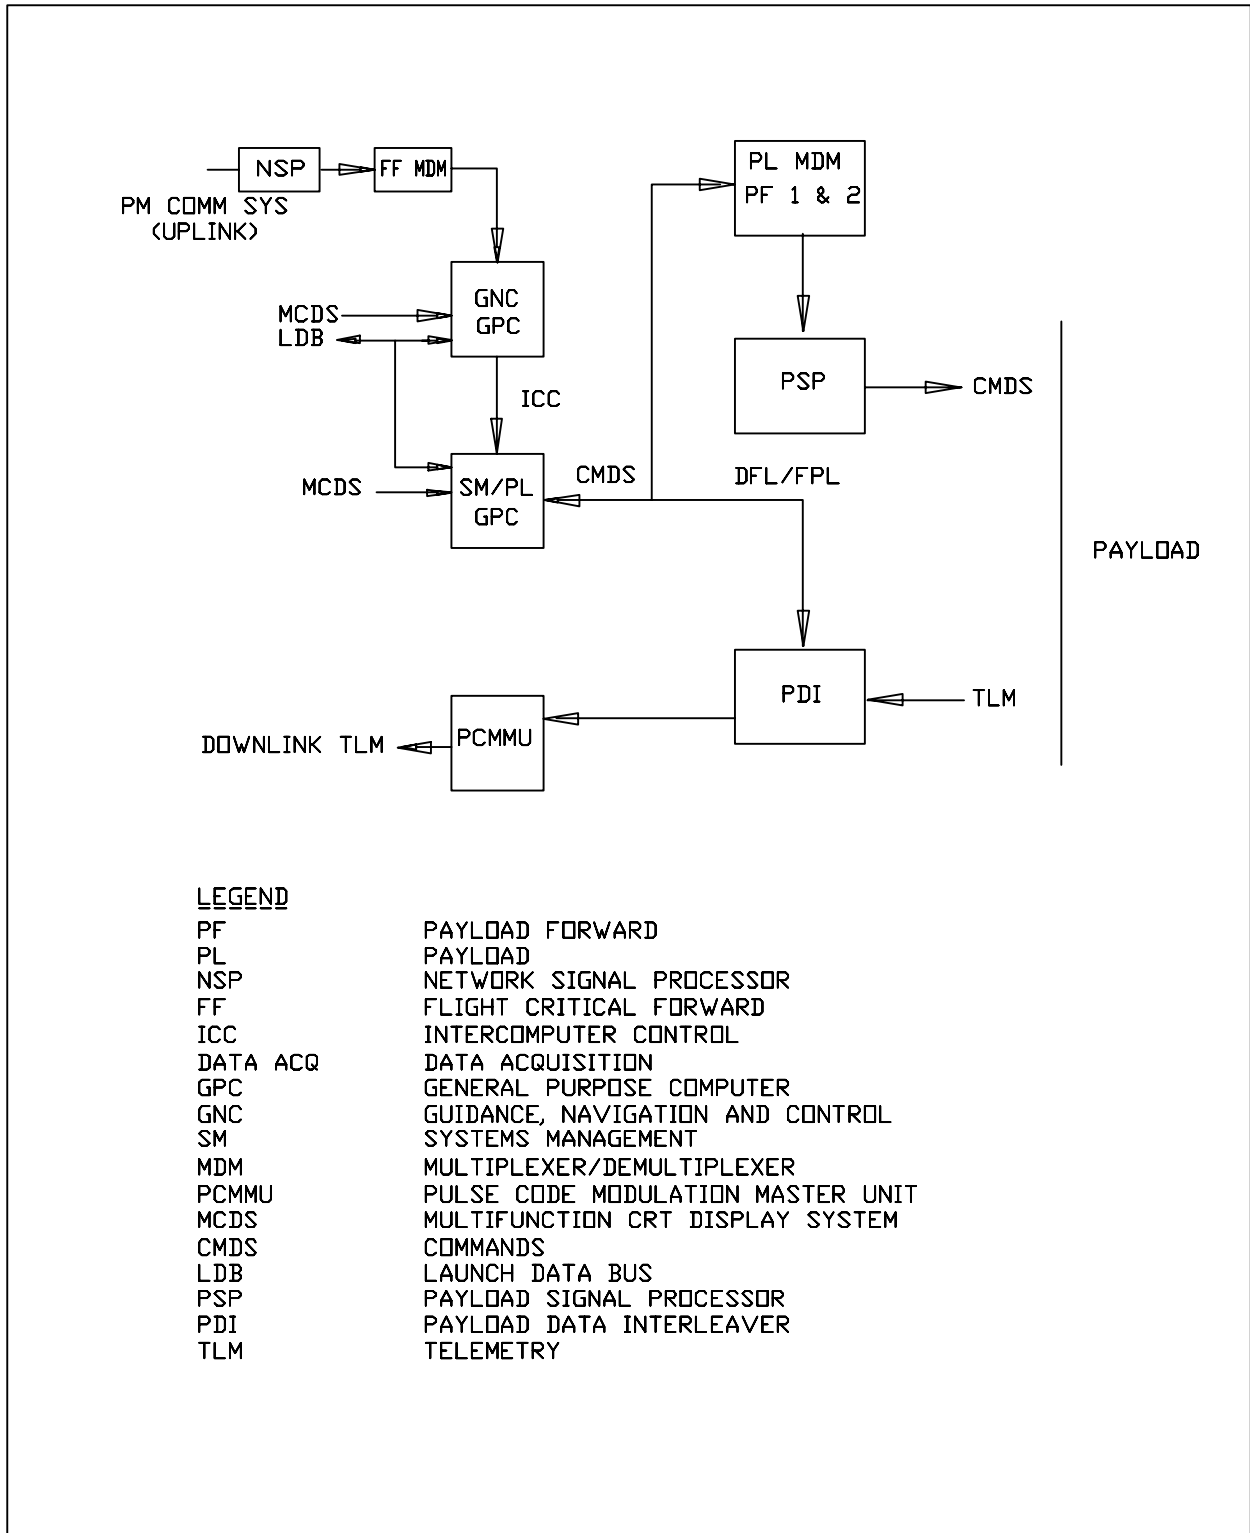 NSP
FF MDM
PM COMM SYS
(UPLINK)
PL MDM
PF 1 & 2
GNC
GPC
MCDS
LDB
ICC
PSP
CMDS
MCDS
SM/PL
GPC
CMDS
DFL/FPL
PAYLOAD
PDI
TLM
PCMMU
DOWNLINK TLM
LEGEND
PF PAYLOAD FORWARD
PL PAYLOAD
NSP NETWORK SIGNAL PROCESSOR
FF FLIGHT CRITICAL FORWARD
ICC INTERCOMPUTER CONTROL
DATA ACQ DATA ACQUISITION
GPC GENERAL PURPOSE COMPUTER
GNC GUIDANCE, NAVIGATION AND CONTROL
SM SYSTEMS MANAGEMENT
MDM MULTIPLEXER/DEMULTIPLEXER
PCMMU PULSE CODE MODULATION MASTER UNIT
MCDS MULTIFUNCTION CRT DISPLAY SYSTEM
CMDS COMMANDS
LDB LAUNCH DATA BUS
PSP PAYLOAD SIGNAL PROCESSOR
PDI PAYLOAD DATA INTERLEAVER
TLM TELEMETRY